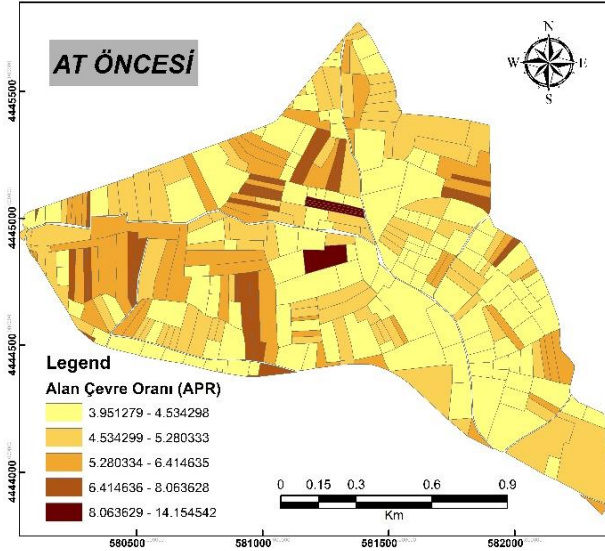 AT ÖNCESİ
N
W E
S
4445500
4445000
4444500
4444000
Legend
Alan Çevre Oranı (APR)
3.951279 - 4.534298
4.534299 - 5.280333
5.280334 - 6.414635
6.414636 - 8.063628
8.063629 - 14.154542
0 0.15 0.3 0.6 0.9
Km
580500 581000 581500 582000